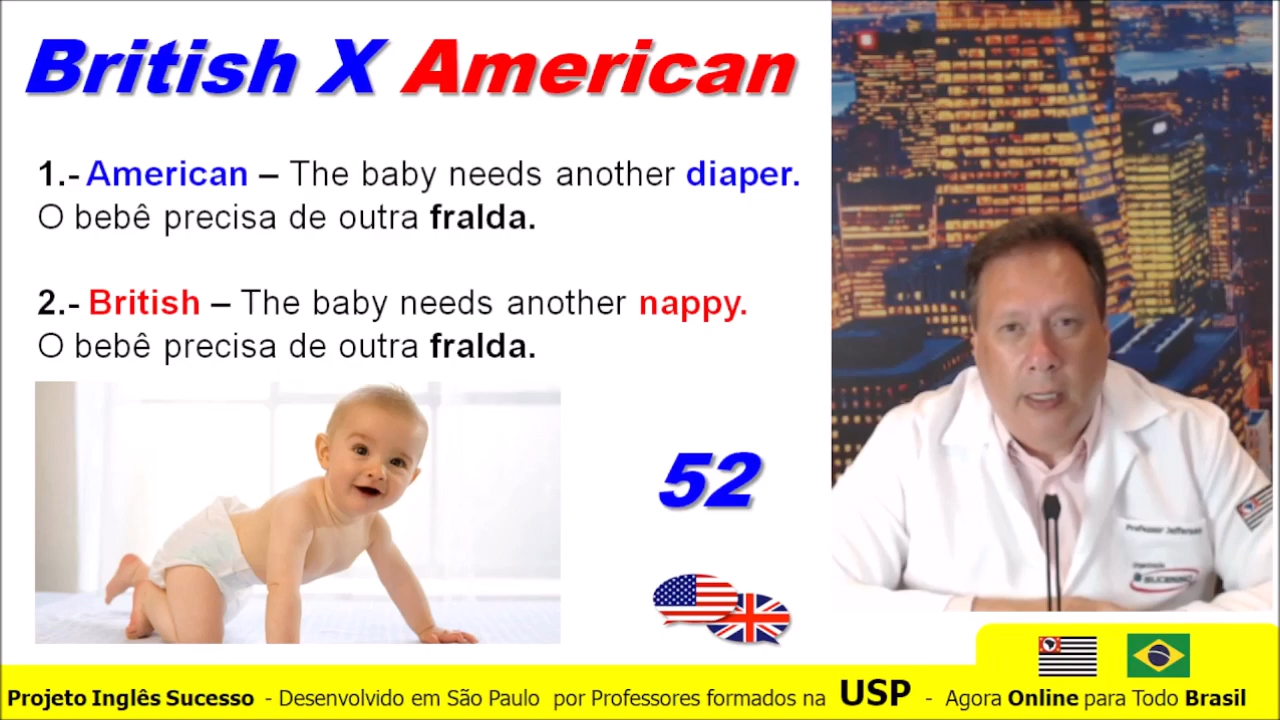 British X American
1.- American – The baby needs another diaper.
O bebê precisa de outra fralda.
2.- British – The baby needs another nappy.
O bebê precisa de outra fralda.
52
Professor Jefferson
Projeto Inglês Sucesso - Desenvolvido em São Paulo por Professores formados na USP - Agora Online para Todo Brasil